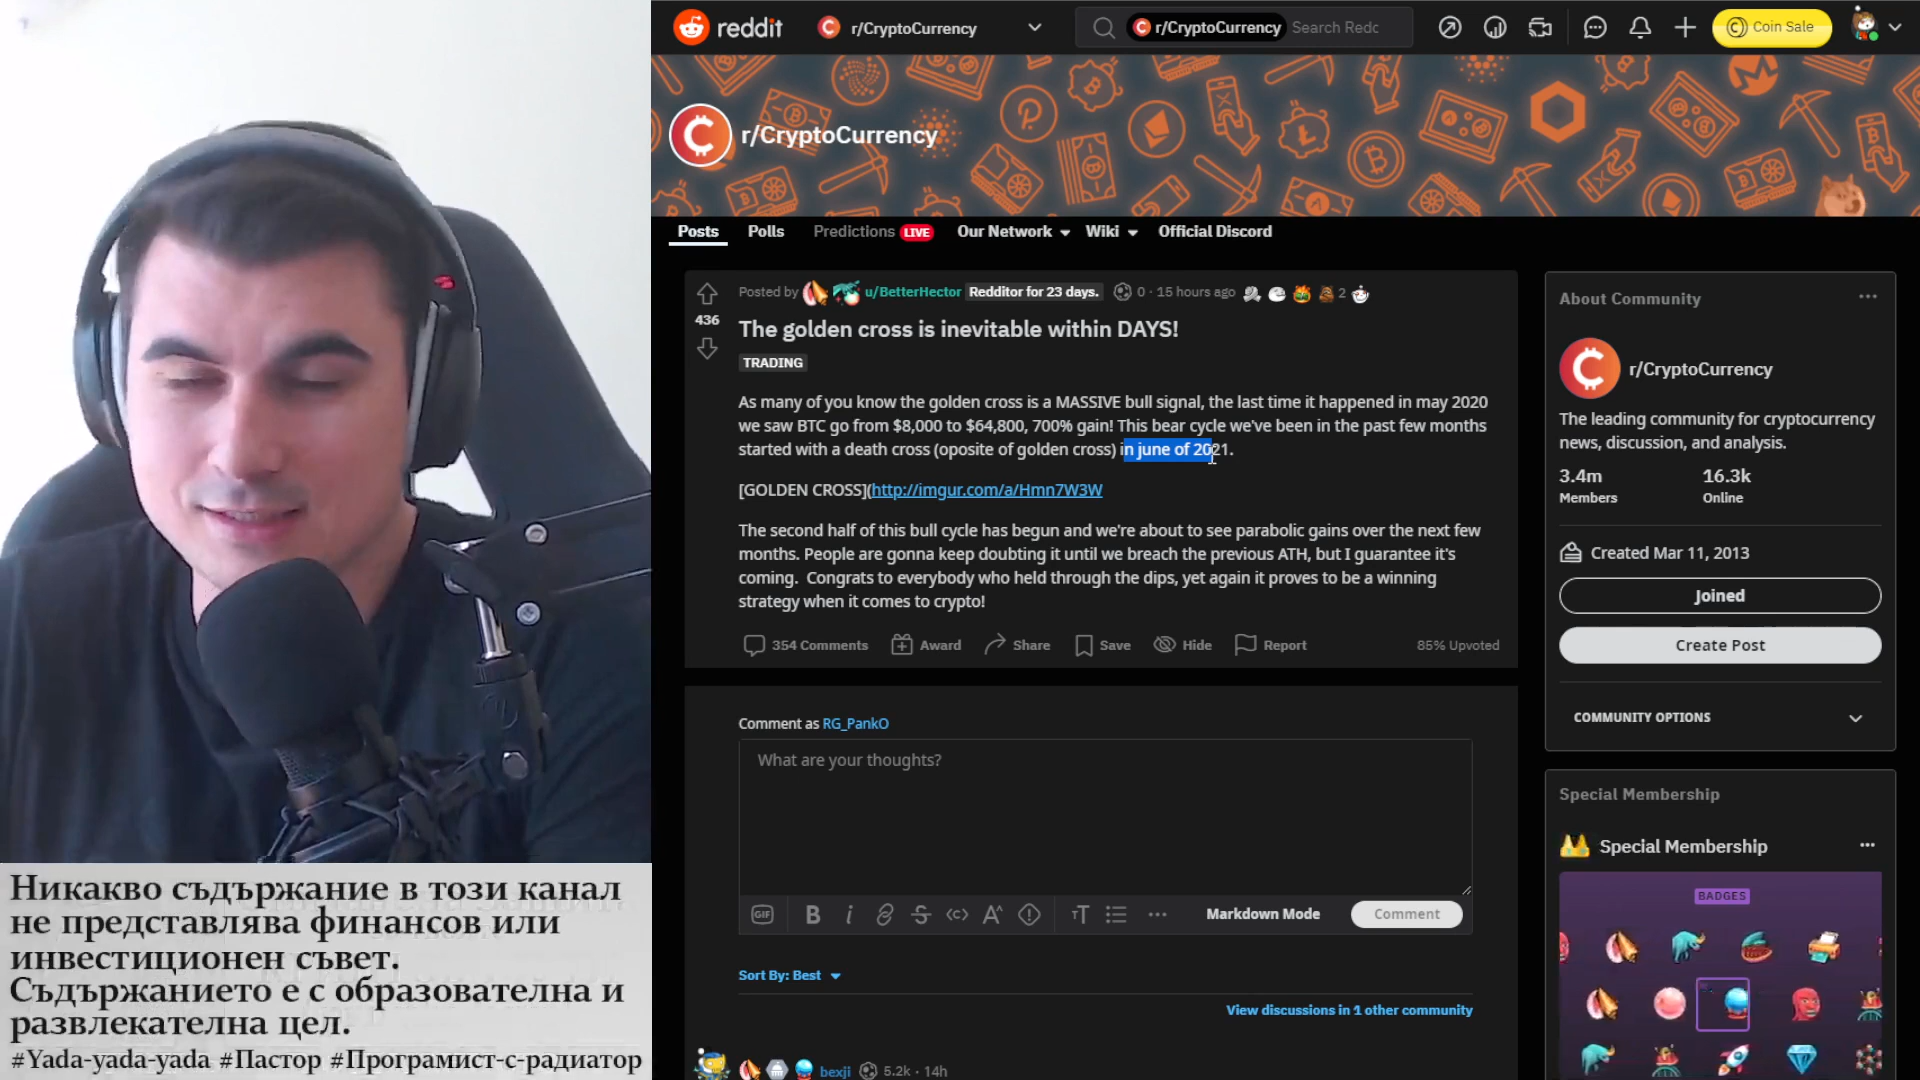 reddit
r/CryptoCurrency
r/CryptoCurrency
Search Redc
Coin Sale
r/CryptoCurrency
Posts
Polls
Predictions LIVE
Our Network
Wiki
Official Discord
Posted by u/BetterHector Redditor for 23 days. 0 · 15 hours ago 2
436
The golden cross is inevitable within DAYS!
TRADING
As many of you know the golden cross is a MASSIVE bull signal, the last time it happened in may 2020
we saw BTC go from $8,000 to $64,800, 700% gain! This bear cycle we've been in the past few months
started with a death cross (oposite of golden cross) in june of 2021.
[GOLDEN CROSS](http://imgur.com/a/Hmn7W3W
The second half of this bull cycle has begun and we're about to see parabolic gains over the next few
months. People are gonna keep doubting it until we breach the previous ATH, but I guarantee it's
coming. Congrats to everybody who held through the dips, yet again it proves to be a winning
strategy when it comes to crypto!
354 Comments
Award
Share
Save
Hide
Report
85% Upvoted
Comment as RG_PankO
What are your thoughts?
GIF
Markdown Mode
Comment
Sort By: Best
View discussions in 1 other community
bexji 5.2k · 14h
About Community
r/CryptoCurrency
The leading community for cryptocurrency
news, discussion, and analysis.
3.4m
Members
16.3k
Online
Created Mar 11, 2013
Joined
Create Post
COMMUNITY OPTIONS
Special Membership
Special Membership
BADGES
Никакво съдържание в този канал
не представлява финансов или
инвестиционен съвет.
Съдържанието е с образователна и
развлекателна цел.
#Yada-yada-yada #Пастор #Програмист-с-радиатор